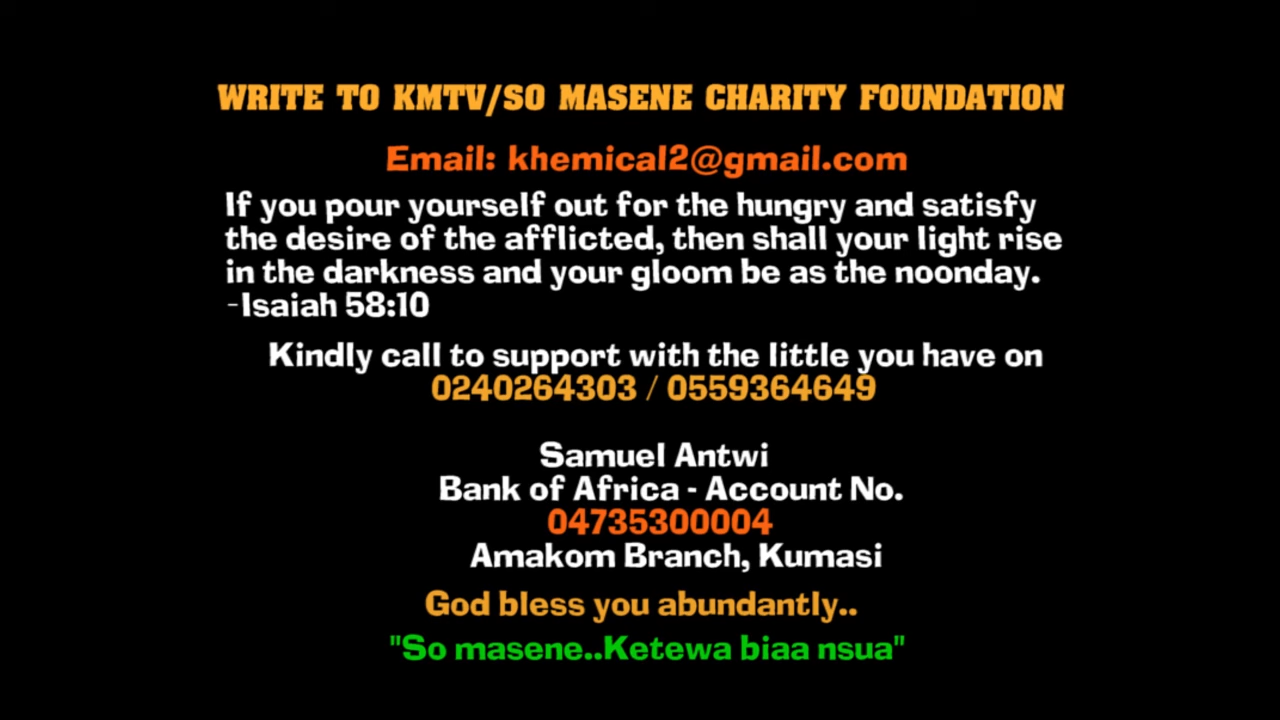 WRITE TO KMTV/SO MASENE CHARITY FOUNDATION
Email: khemical2@gmail.com
If you pour yourself out for the hungry and satisfy
the desire of the afflicted, then shall your light rise
in the darkness and your gloom be as the noonday.
-Isaiah 58:10
Kindly call to support with the little you have on
0240264303 / 0559364649
Samuel Antwi
Bank of Africa - Account No.
04735300004
Amakom Branch, Kumasi
God bless you abundantly..
"So masene..Ketewa biaa nsua"